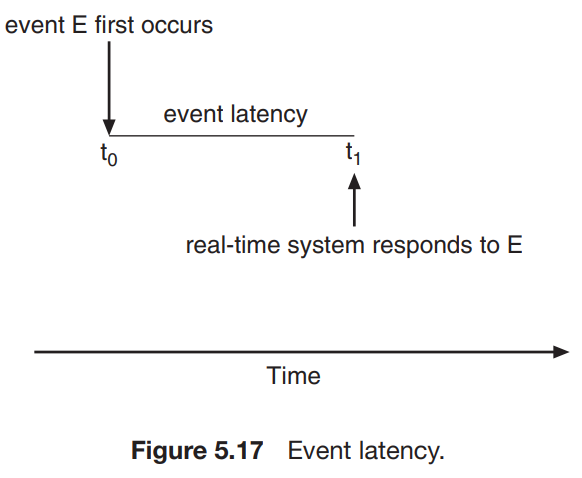 event E first occurs
event latency
t₀
t₁
real-time system responds to E
Time
Figure 5.17 Event latency.